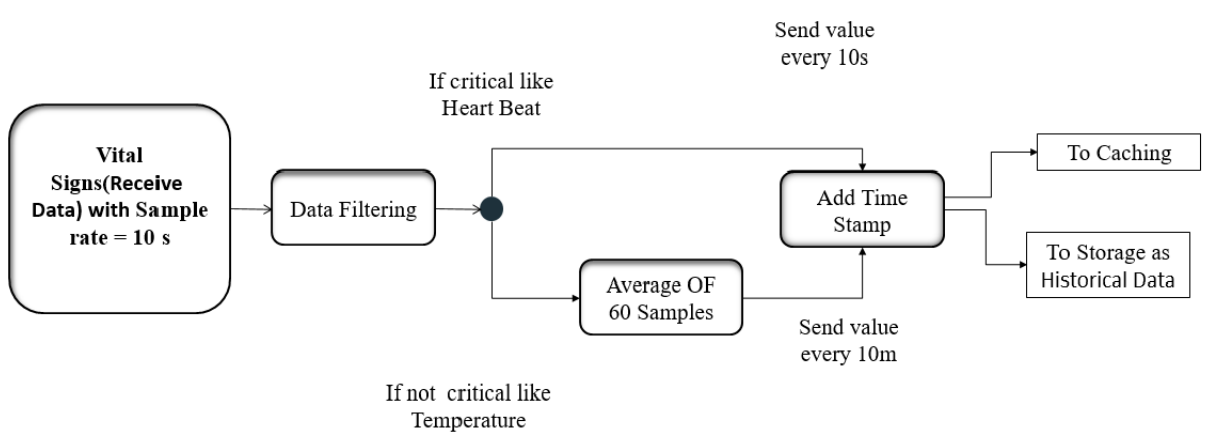 Send value
every 10s
If critical like
Heart Beat
Vital
Signs(Receive
Data) with Sample
rate = 10 s
Data Filtering
Add Time
Stamp
To Caching
To Storage as
Historical Data
Average OF
60 Samples
Send value
every 10m
If not  critical like
Temperature